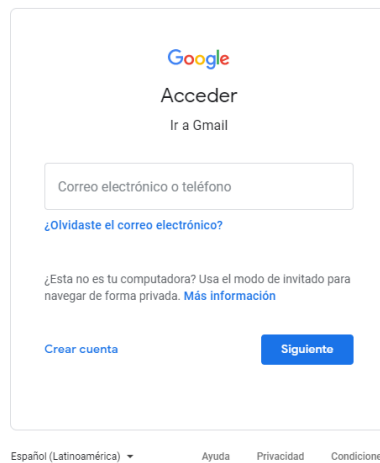 Google
Acceder
Ir a Gmail
Correo electrónico o teléfono
¿Olvidaste el correo electrónico?
¿Esta no es tu computadora? Usa el modo de invitado para
navegar de forma privada. Más información
Crear cuenta Siguiente
Español (Latinoamérica) Ayuda Privacidad Condicione